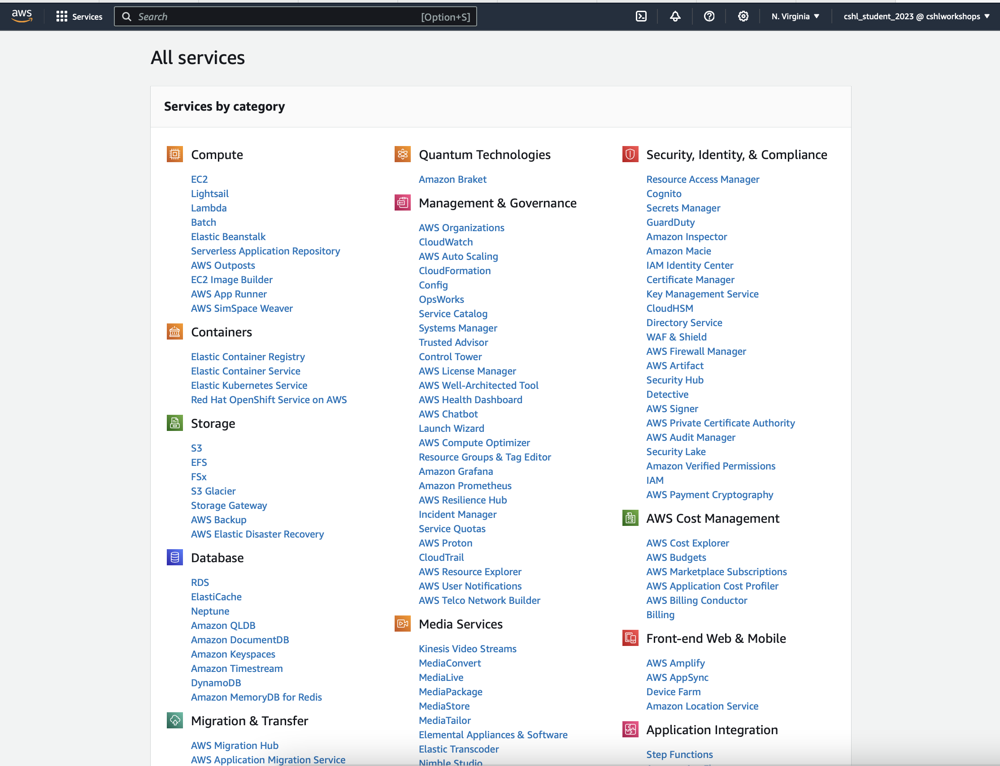 aws
Services
Search
[Option+S]
N. Virginia
cshl_student_2023 @ cshlworkshops
All services
Services by category
Compute
EC2
Lightsail
Lambda
Batch
Elastic Beanstalk
Serverless Application Repository
AWS Outposts
EC2 Image Builder
AWS App Runner
AWS SimSpace Weaver
Containers
Elastic Container Registry
Elastic Container Service
Elastic Kubernetes Service
Red Hat OpenShift Service on AWS
Storage
S3
EFS
FSx
S3 Glacier
Storage Gateway
AWS Backup
AWS Elastic Disaster Recovery
Database
RDS
ElastiCache
Neptune
Amazon QLDB
Amazon DocumentDB
Amazon Keyspaces
Amazon Timestream
DynamoDB
Amazon MemoryDB for Redis
Migration & Transfer
AWS Migration Hub
AWS Application Migration Service
Quantum Technologies
Amazon Braket
Management & Governance
AWS Organizations
CloudWatch
AWS Auto Scaling
CloudFormation
Config
OpsWorks
Service Catalog
Systems Manager
Trusted Advisor
Control Tower
AWS License Manager
AWS Well-Architected Tool
AWS Health Dashboard
AWS Chatbot
Launch Wizard
AWS Compute Optimizer
Resource Groups & Tag Editor
Amazon Grafana
Amazon Prometheus
AWS Resilience Hub
Incident Manager
Service Quotas
AWS Proton
CloudTrail
AWS Resource Explorer
AWS User Notifications
AWS Telco Network Builder
Media Services
Kinesis Video Streams
MediaConvert
MediaLive
MediaPackage
MediaStore
MediaTailor
Elemental Appliances & Software
Elastic Transcoder
Nimble Studio
Security, Identity, & Compliance
Resource Access Manager
Cognito
Secrets Manager
GuardDuty
Amazon Inspector
Amazon Macie
IAM Identity Center
Certificate Manager
Key Management Service
CloudHSM
Directory Service
WAF & Shield
AWS Firewall Manager
AWS Artifact
Security Hub
Detective
AWS Signer
AWS Private Certificate Authority
AWS Audit Manager
Security Lake
Amazon Verified Permissions
IAM
AWS Payment Cryptography
AWS Cost Management
AWS Cost Explorer
AWS Budgets
AWS Marketplace Subscriptions
AWS Application Cost Profiler
AWS Billing Conductor
Billing
Front-end Web & Mobile
AWS Amplify
AWS AppSync
Device Farm
Amazon Location Service
Application Integration
Step Functions